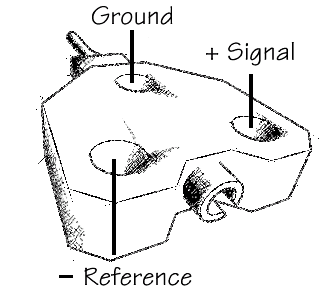 Ground
+ Signal
– Reference